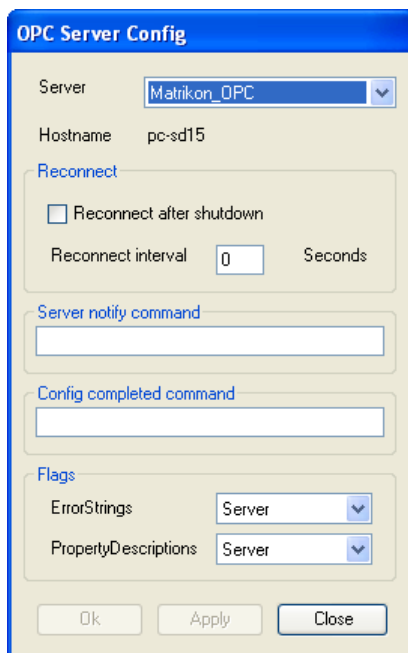 OPC Server Config
Server Matrikon_OPC
Hostname pc-sd15
Reconnect
Reconnect after shutdown
Reconnect interval 0 Seconds
Server notify command
Config completed command
Flags
ErrorStrings Server
PropertyDescriptions Server
Ok Apply Close